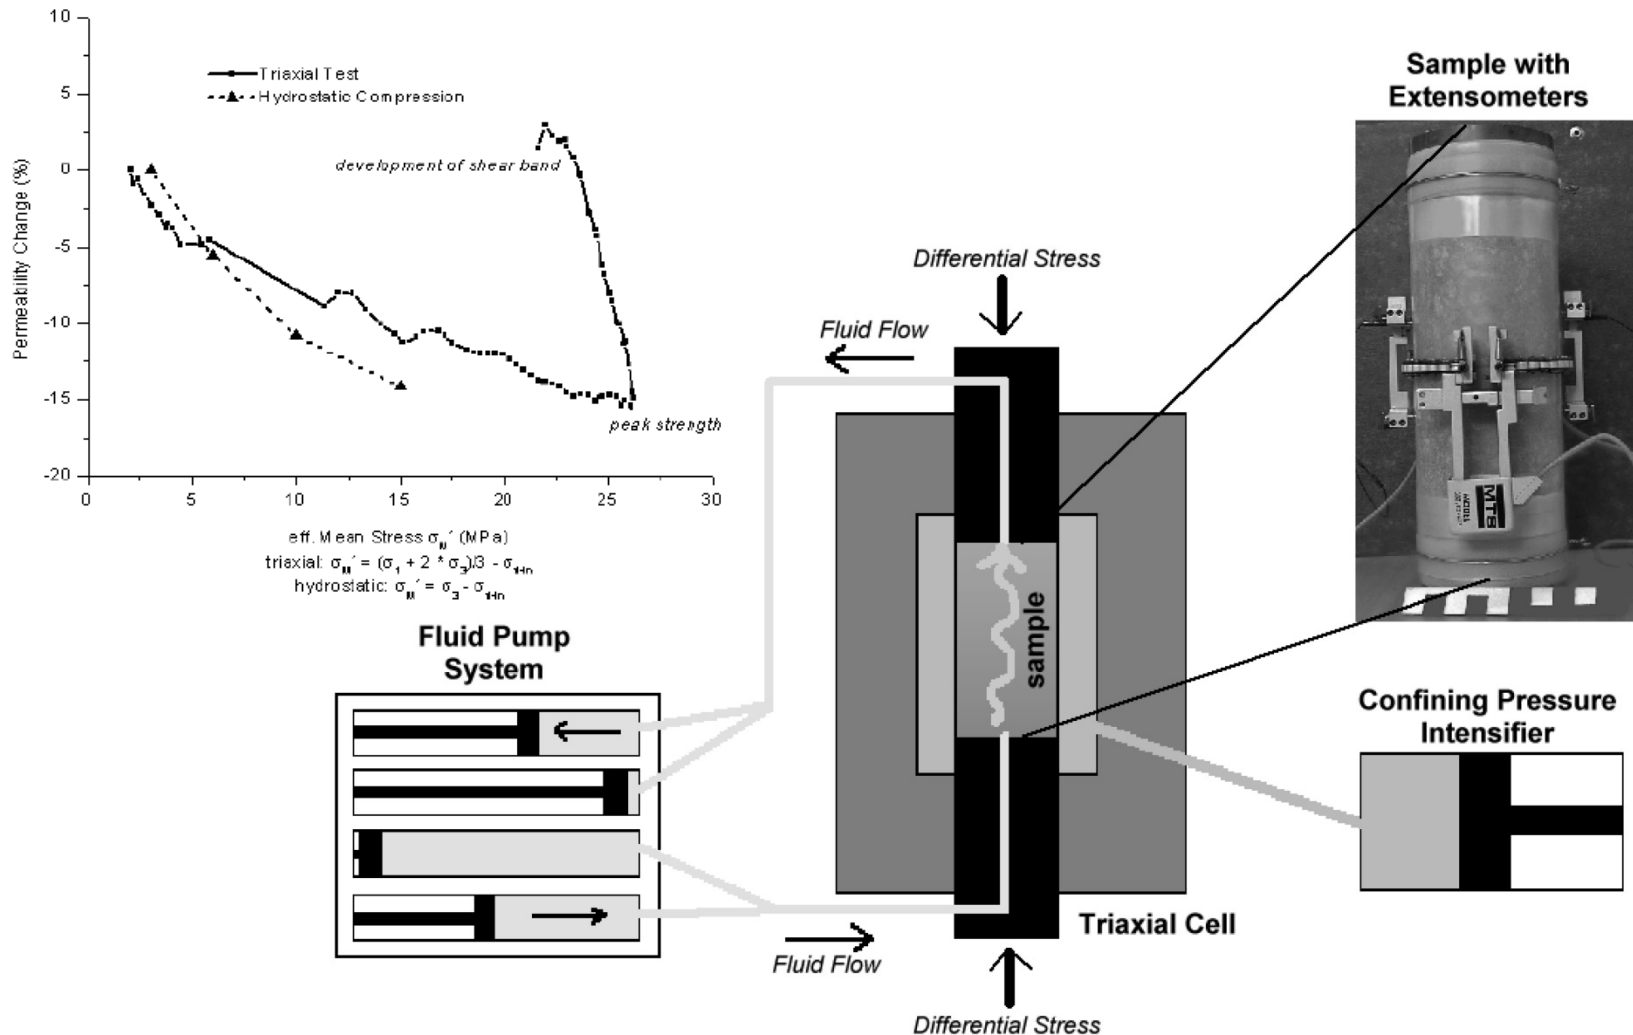 10
5
0
-5
-10
-15
-20
Permeability Change (%)
Triaxial Test
Hydrostatic Compression
development of shear band
peak strength
0
5
10
15
20
25
30
eff. Mean Stress σM´ (MPa)
triaxial: σM´ = (σ1 + 2 * σ3)/3 -
hydrostatic: σM´ = σ3 -
Sample with
Extensometers
MTS
Differential Stress
Fluid Flow
sample
Fluid Pump
System
Confining Pressure
Intensifier
Triaxial Cell
Fluid Flow
Differential Stress